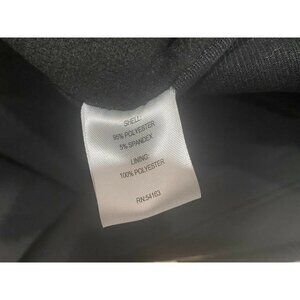 SHELL:
95% POLYESTER
5% SPANDEX
LINING:
100% POLYESTER
RN:54163